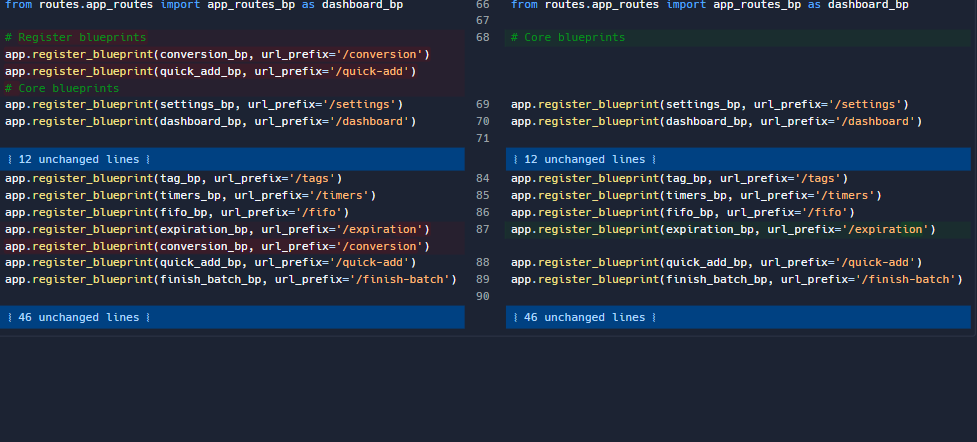 from routes.app_routes import app_routes_bp as dashboard_bp
# Register blueprints
app.register_blueprint(conversion_bp, url_prefix='/conversion')
app.register_blueprint(quick_add_bp, url_prefix='/quick-add')
# Core blueprints
app.register_blueprint(settings_bp, url_prefix='/settings')
app.register_blueprint(dashboard_bp, url_prefix='/dashboard')
12 unchanged lines
app.register_blueprint(tag_bp, url_prefix='/tags')
app.register_blueprint(timers_bp, url_prefix='/timers')
app.register_blueprint(fifo_bp, url_prefix='/fifo')
app.register_blueprint(expiration_bp, url_prefix='/expiration')
app.register_blueprint(conversion_bp, url_prefix='/conversion')
app.register_blueprint(quick_add_bp, url_prefix='/quick-add')
app.register_blueprint(finish_batch_bp, url_prefix='/finish-batch')
46 unchanged lines
66 from routes.app_routes import app_routes_bp as dashboard_bp
67
68 # Core blueprints
69 app.register_blueprint(settings_bp, url_prefix='/settings')
70 app.register_blueprint(dashboard_bp, url_prefix='/dashboard')
71
12 unchanged lines
84 app.register_blueprint(tag_bp, url_prefix='/tags')
85 app.register_blueprint(timers_bp, url_prefix='/timers')
86 app.register_blueprint(fifo_bp, url_prefix='/fifo')
87 app.register_blueprint(expiration_bp, url_prefix='/expiration')
88 app.register_blueprint(quick_add_bp, url_prefix='/quick-add')
89 app.register_blueprint(finish_batch_bp, url_prefix='/finish-batch')
90
46 unchanged lines